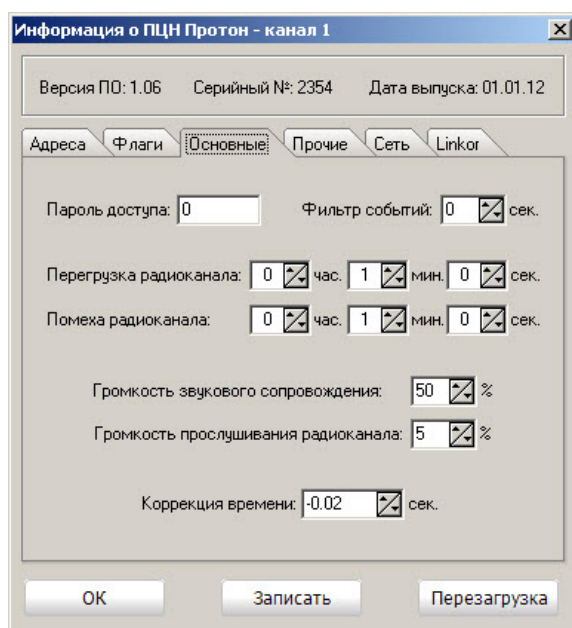 Информация о ПЦН Протон - канал 1
Версия ПО: 1.06 Серийный №: 2354 Дата выпуска: 01.01.12
Адреса Флаги Основные Прочие Сеть Linkor
Пароль доступа: 0 Фильтр событий: 0 сек.
Перегрузка радиоканала: 0 час. 1 мин. 0 сек.
Помеха радиоканала: 0 час. 1 мин. 0 сек.
Громкость звукового сопровождения: 50 %
Громкость прослушивания радиоканала: 5 %
Коррекция времени: -0.02 сек.
ОК Записать Перезагрузка